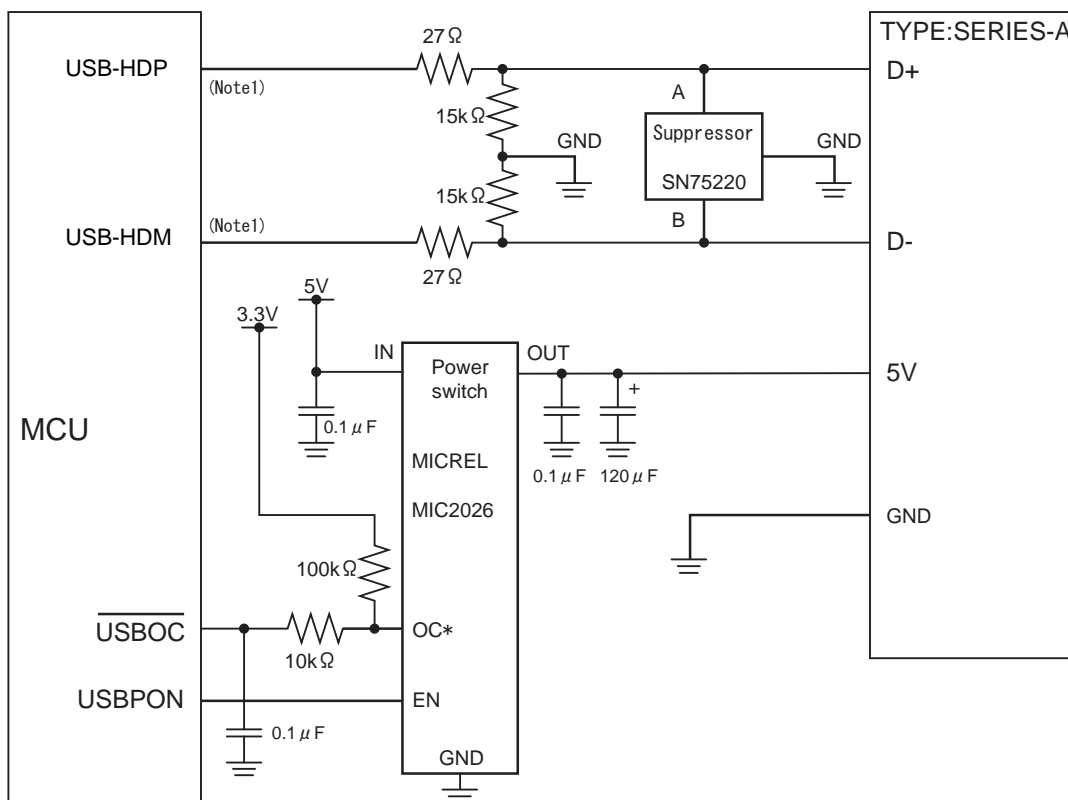 TYPE:SERIES-A
27Ω
USB-HDP
(Note1)
D+
A
15kΩ
GND
Suppressor
SN75220
GND
15kΩ
B
USB-HDM
(Note1)
D-
27Ω
5V
3.3V
IN
OUT
Power
switch
5V
+
MCU
0.1μF
MICREL
0.1μF
120μF
MIC2026
GND
100kΩ
USBOC
OC*
10kΩ
USBPON
EN
0.1μF
GND